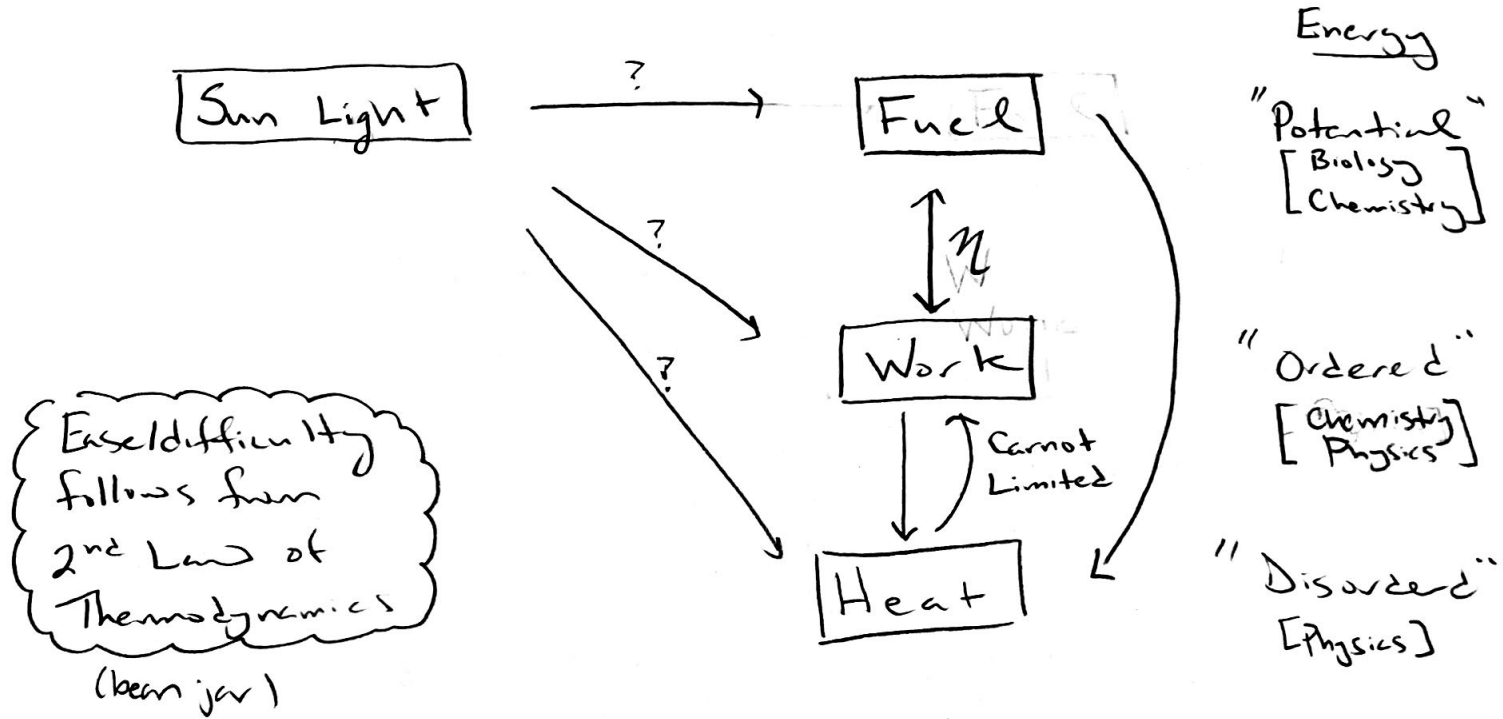 Energy
Sun Light
?
Fuel
"Potential"
[Biology
Chemistry]
?
η
Work
"Ordered"
[Chemistry
Physics]
?
Carnot
Limited
Ease/difficulty
follows from
2nd Law of
Thermodynamics
(bean jar)
Heat
"Disorderd"
[Physics]